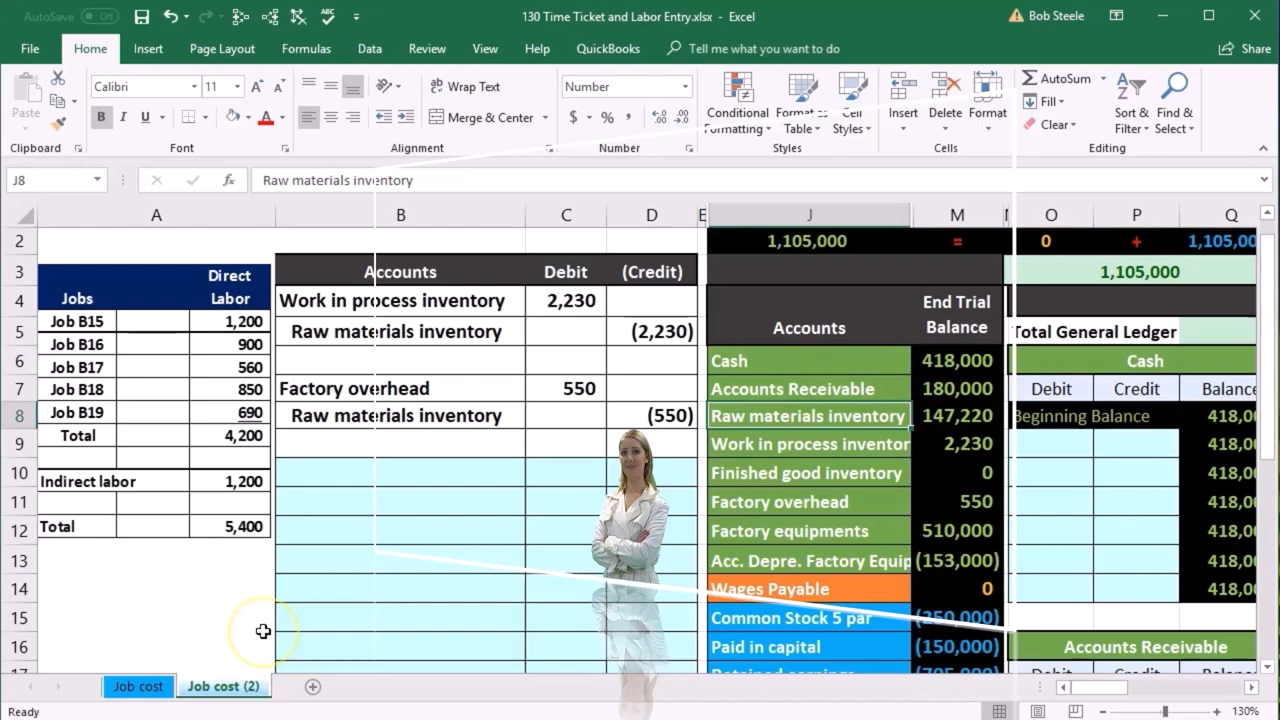 AutoSave Off 130 Time Ticket and Labor Entry.xlsx - Excel Bob Steele
File Home Insert Page Layout Formulas Data Review View Help QuickBooks Tell me what you want to do Share
Paste Calibri 11 Wrap Text Number Conditional Format as Cell Insert Delete Format AutoSum Sort & Find &
B I U Merge & Center $ % Formatting Table Styles Fill Filter Select
Clear
Clipboard Font Alignment Number Styles Cells Editing
J8 fx Raw materials inventory
A B C D E J M N O P Q
2 1,105,000 = 0 + 1,105,00
3 Jobs Direct Labor Accounts Debit (Credit) 1,105,000
4 Work in process inventory 2,230 Accounts End Trial Balance
5 Job B15 1,200 Raw materials inventory (2,230) Total General Ledger
6 Job B16 900 Cash 418,000 Cash
7 Job B17 560 Factory overhead 550 Accounts Receivable 180,000 Debit Credit Balance
Job B18 850
8 Job B19 690 Raw materials inventory (550) Raw materials inventory 147,220 Beginning Balance 418,0
9 Total 4,200 Work in process inventor 2,230 418,0
10 Indirect labor 1,200 Finished good inventory 0 418,0
11 Factory overhead 550 418,0
12 Total 5,400 Factory equipments 510,000 418,0
13 Acc. Depre. Factory Equip (153,000) 418,0
14 Wages Payable 0 418,0
15 Common Stock 5 par (250,000)
16 Paid in capital (150,000) Accounts Receivable
17 Retained earnings (705,000) Debit Credit Balance
Job cost Job cost (2)
Ready 130%